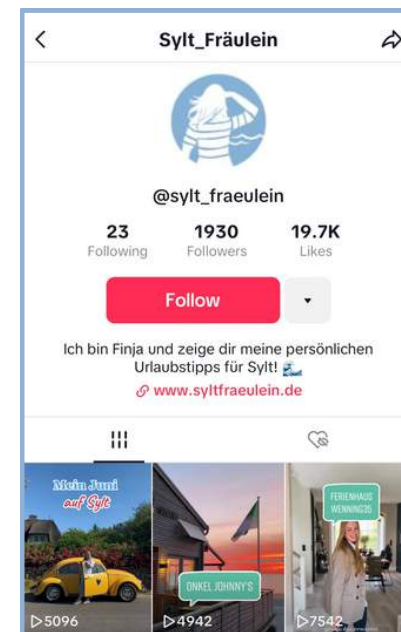 Sylt_Fräulein
@sylt_fraeulein
23 1930 19.7K
Following Followers Likes
Follow
Ich bin Finja und zeige dir meine persönlichen
Urlaubstipps für Sylt!
www.syltfraeulein.de
Mein Juni
auf Sylt
5096
ONKEL JOHNNY'S
4942
FERIENHAUS
WENNING35
7542